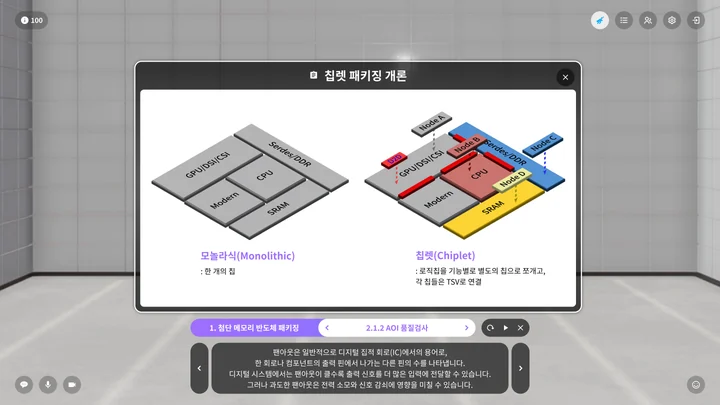 100
칩렛 패키징 개론
GPU/DSI/CSI
Serdes/DDR
CPU
Modern
SRAM
모놀라식(Monolithic)
: 한 개의 칩
Node A
Node B
Node C
D2D
GPU/DSI/CSI
Serdes/DDR
CPU
Node D
Modern
SRAM
칩렛(Chiplet)
: 로직칩을 기능별로 별도의 칩으로 쪼개고,
각 칩들은 TSV로 연결
1. 첨단 메모리 반도체 패키징
2.1.2 AOI 품질검사
팬아웃은 일반적으로 디지털 집적 회로(IC)에서의 용어로,
한 회로나 컴포넌트의 출력 핀에서 나가는 다른 핀의 수를 나타냅니다.
디지털 시스템에서는 팬아웃이 클수록 출력 신호를 더 많은 입력에 전달할 수 있습니다.
그러나 과도한 팬아웃은 전력 소모와 신호 감쇠에 영향을 미칠 수 있습니다.